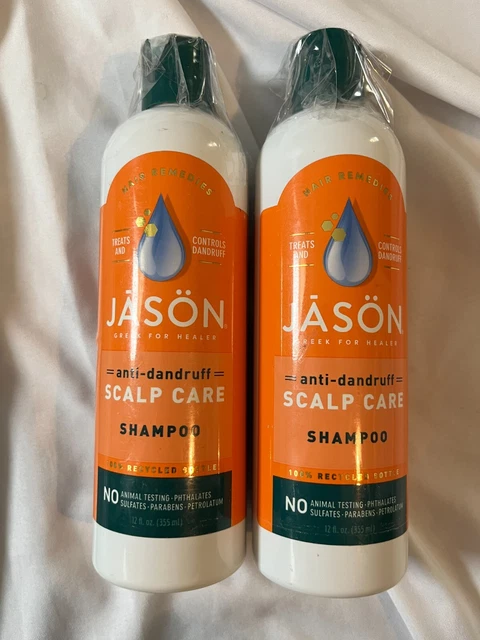 HAIR REMEDIES
TREATS
AND
CONTROLS
DANDRUFF
JĀSÖN
GREEK FOR HEALER
anti-dandruff
SCALP CARE
SHAMPOO
RECYCLED BOTTLE
NO ANIMAL TESTING · PHTHALATES
SULFATES · PARABENS · PETROLATUM
12 fl. oz. (355 mL)
HAIR REMEDIES
TREATS
AND
CONTROLS
DANDRUFF
JĀSÖN
GREEK FOR HEALER
anti-dandruff
SCALP CARE
SHAMPOO
100% RECYCLED BOTTLE
NO ANIMAL TESTING · PHTHALATES
SULFATES · PARABENS · PETROLATUM
12 fl. oz. (355 mL)